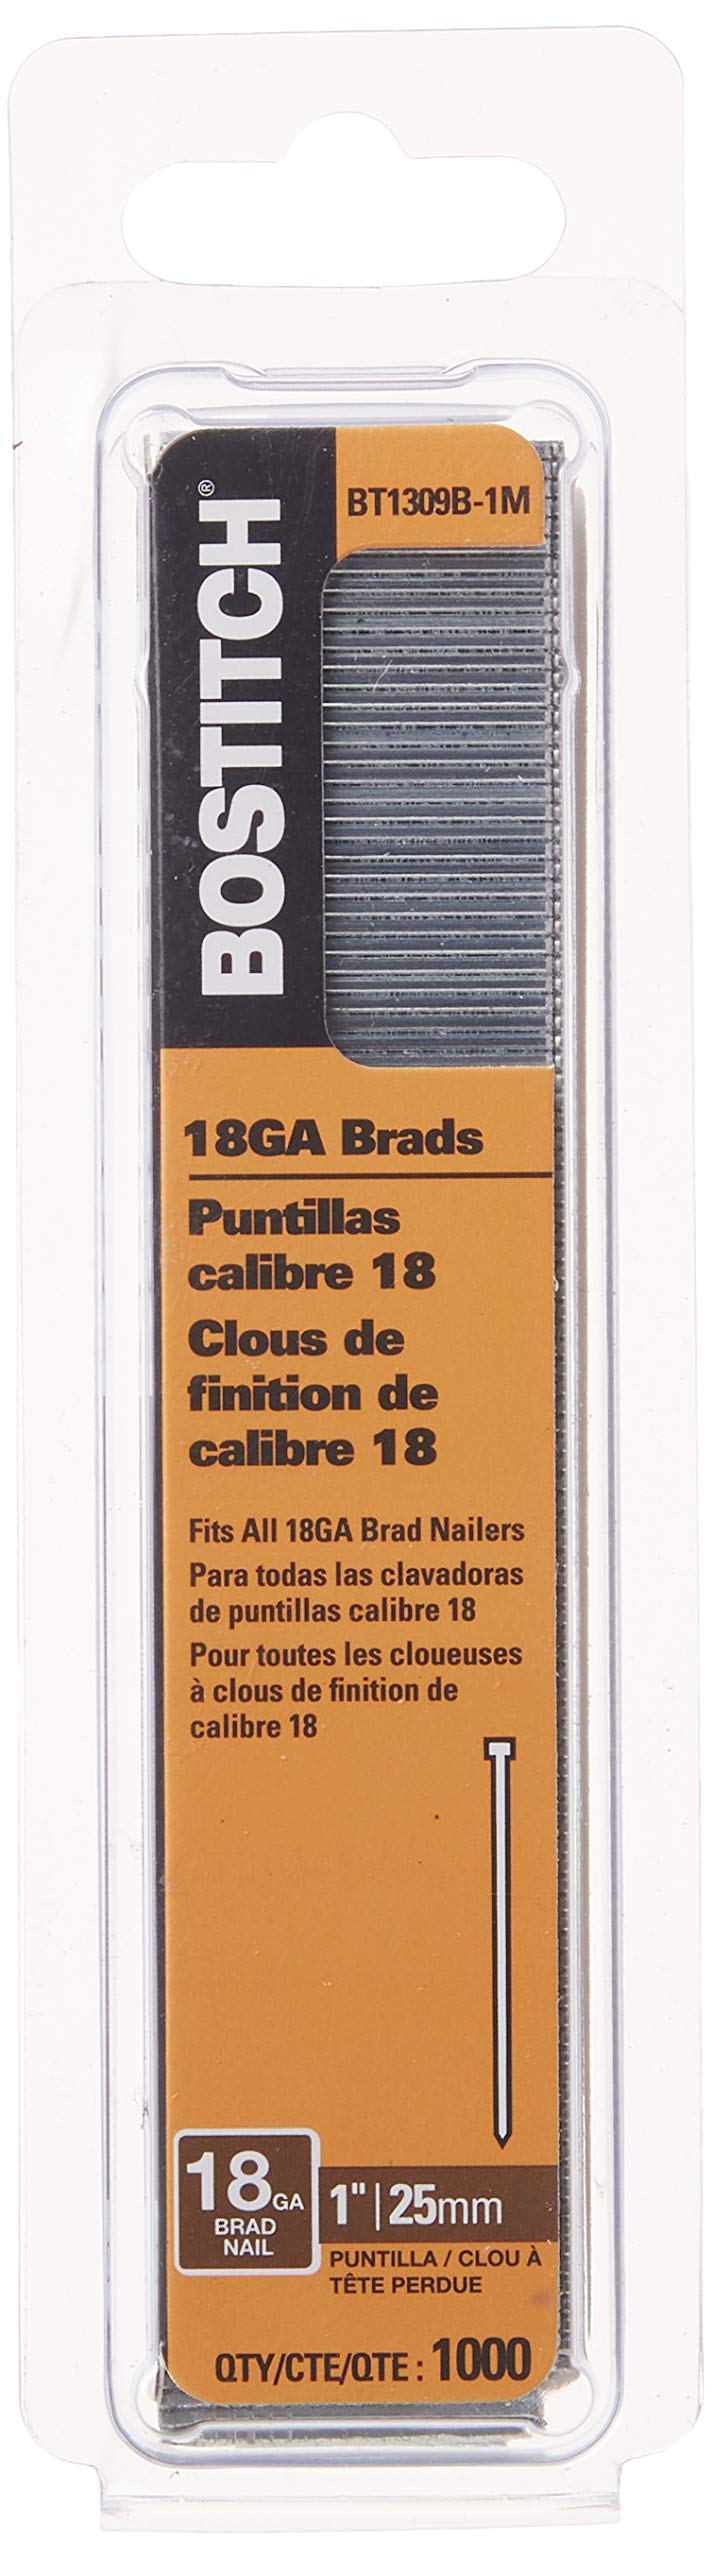 BOSTITCH®
BT1309B-1M
18GA Brads
Puntillas
calibre 18
Clous de
finition de
calibre 18
Fits All 18GA Brad Nailers
Para todas las clavadoras
de puntillas calibre 18
Pour toutes les cloueuses
à clous de finition de
calibre 18
18GA
BRAD
NAIL
1" | 25mm
PUNTILLA / CLOU À
TÊTE PERDUE
QTY/CTE/QTE : 1000